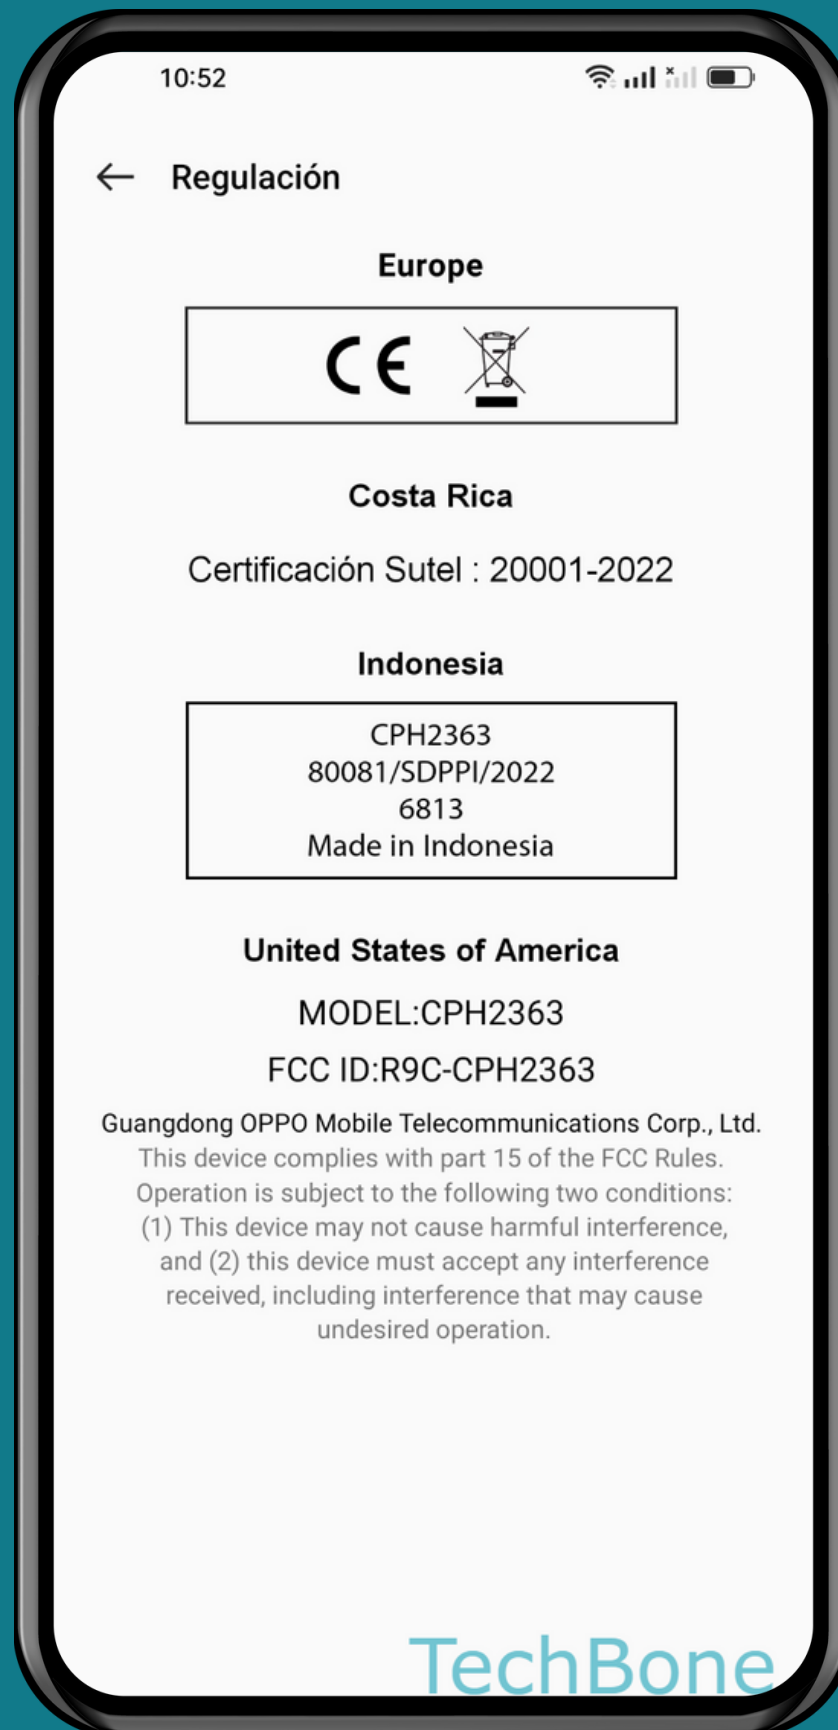 10:52
Regulación
Europe
CE
Costa Rica
Certificación Sutel : 20001-2022
Indonesia
CPH2363
80081/SDPPI/2022
6813
Made in Indonesia
United States of America
MODEL:CPH2363
FCC ID:R9C-CPH2363
Guangdong OPPO Mobile Telecommunications Corp., Ltd.
This device complies with part 15 of the FCC Rules.
Operation is subject to the following two conditions:
(1) This device may not cause harmful interference,
and (2) this device must accept any interference
received, including interference that may cause
undesired operation.
TechBone